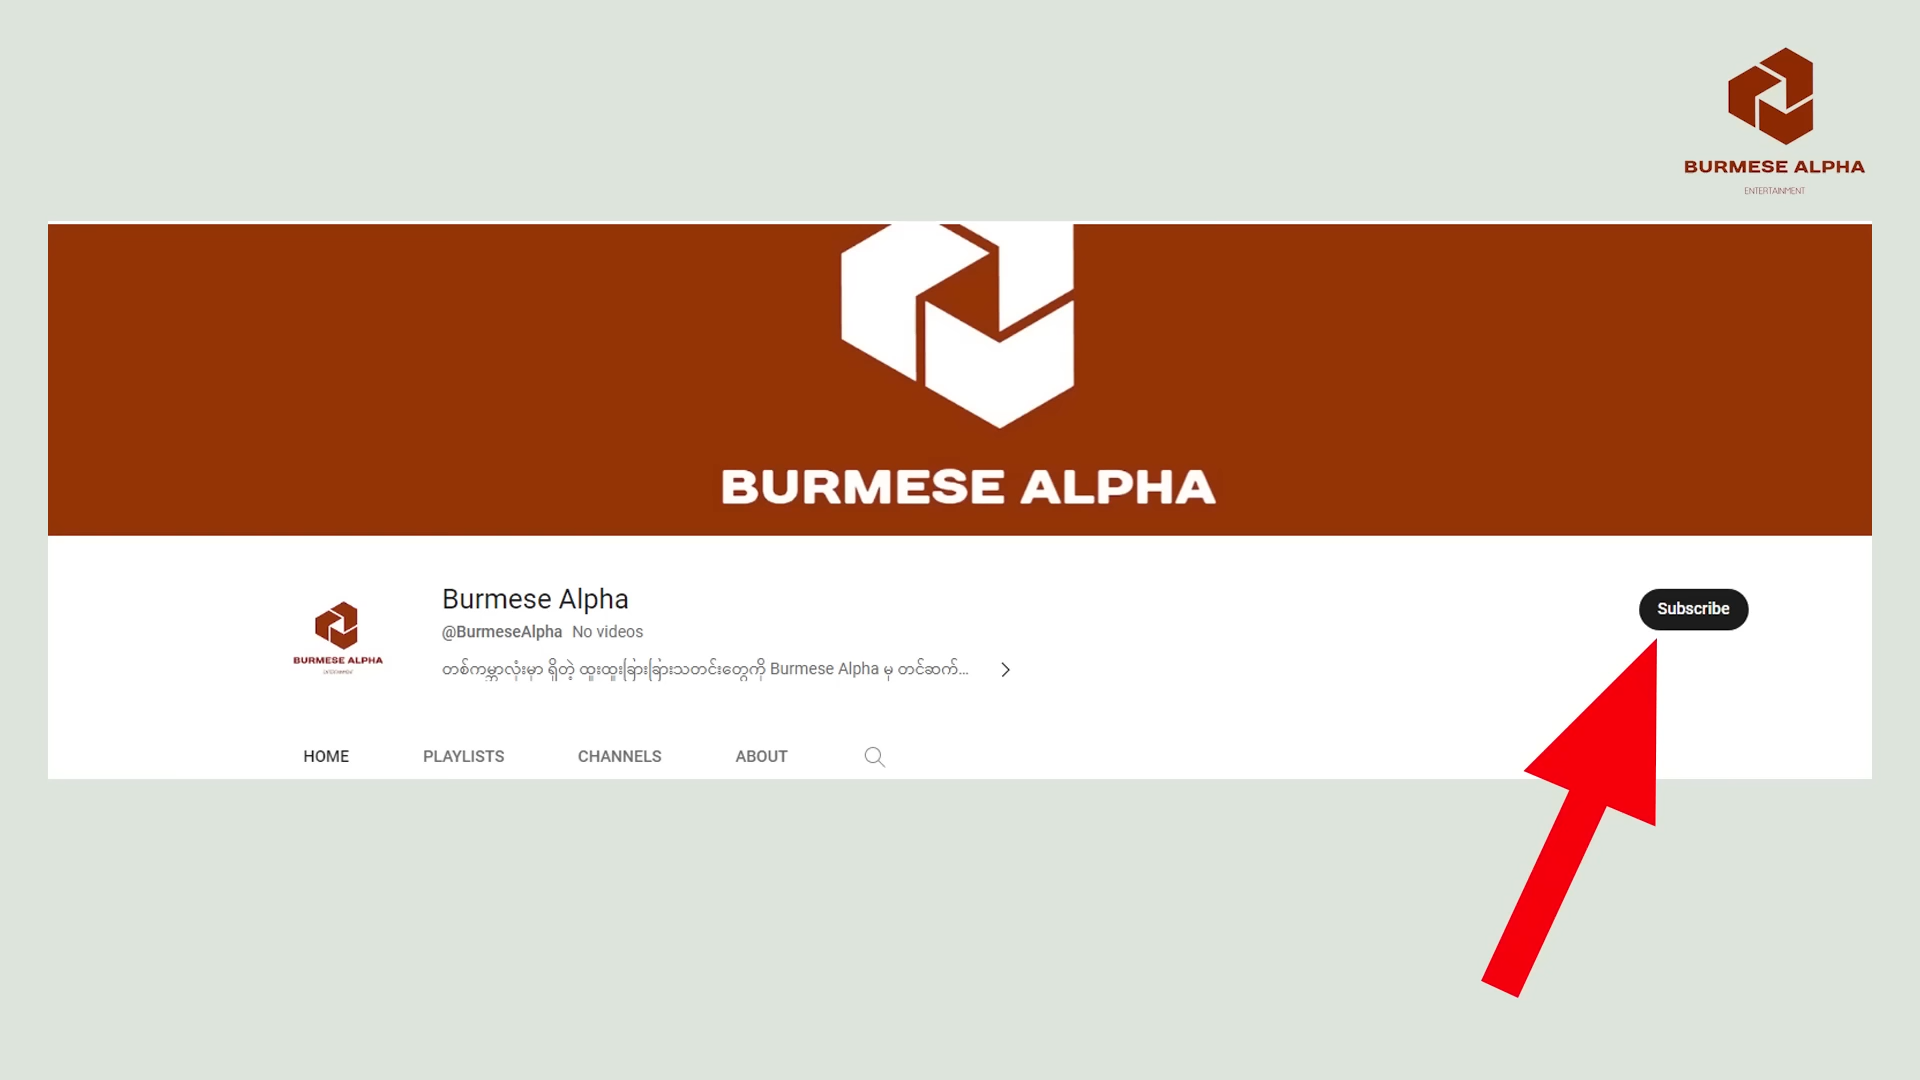 BURMESE ALPHA
ENTERTAINMENT
BURMESE ALPHA
Burmese Alpha
@BurmeseAlpha No videos
တစ်ကမ္ဘာလုံးမှာ ရှိတဲ့ ထူးထူးခြားခြားသတင်းတွေကို Burmese Alpha မှ တင်ဆက်...
Subscribe
BURMESE ALPHA
ENTERTAINMENT
HOME PLAYLISTS CHANNELS ABOUT